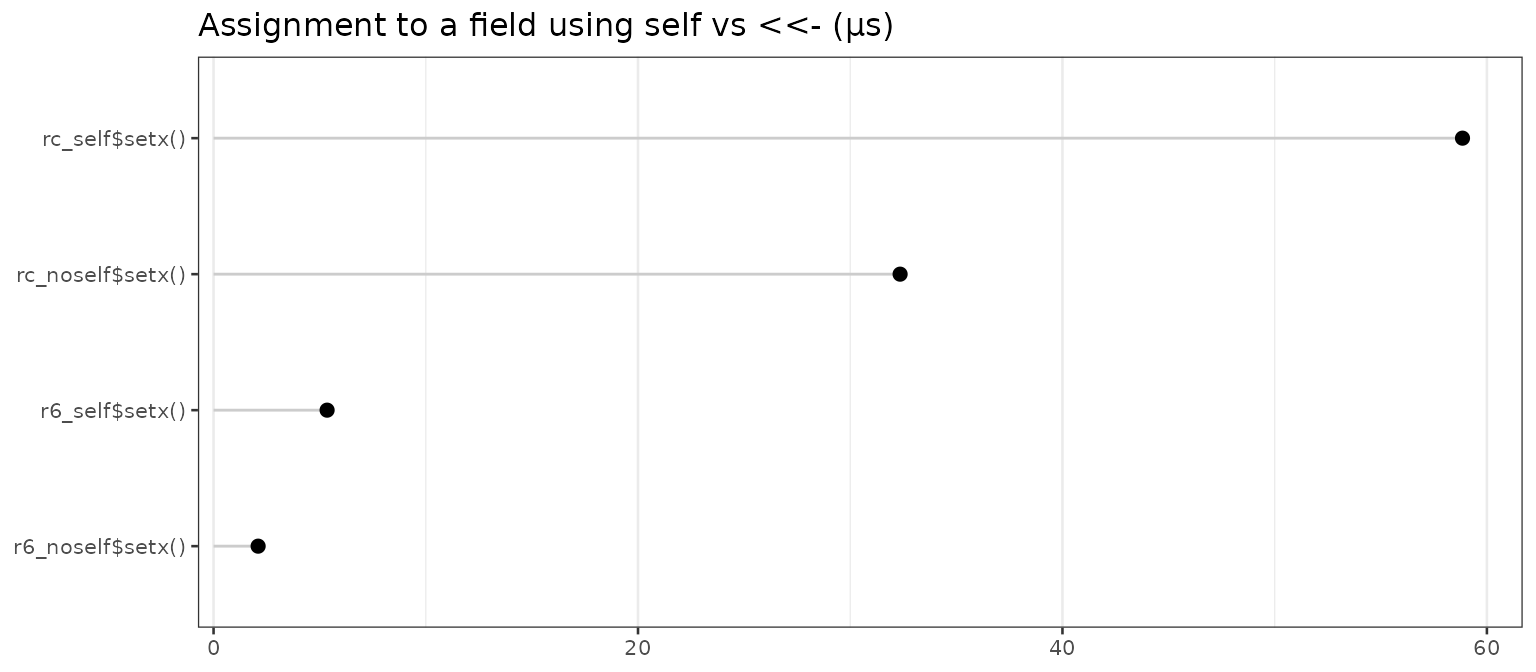 Assignment to a field using self vs <<- (µs)
rc_self$setx()
rc_noself$setx()
r6_self$setx()
r6_noself$setx()
0 20 40 60